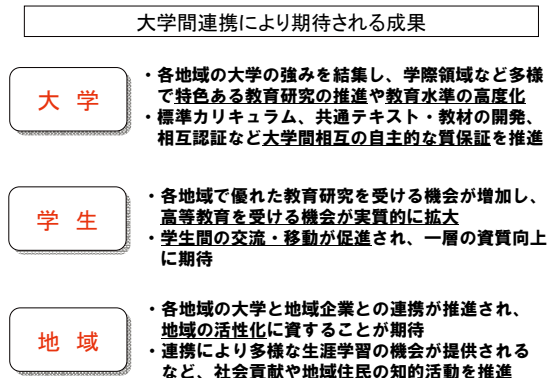 大学間連携により期待される成果
大 学
・各地域の大学の強みを結集し、学際領域など多様
で特色ある教育研究の推進や教育水準の高度化
・標準カリキュラム、共通テキスト・教材の開発、
相互認証など大学間相互の自主的な質保証を推進
学 生
・各地域で優れた教育研究を受ける機会が増加し、
高等教育を受ける機会が実質的に拡大
・学生間の交流・移動が促進され、一層の資質向上
に期待
地 域
・各地域の大学と地域企業との連携が推進され、
地域の活性化に資することが期待
・連携により多様な生涯学習の機会が提供される
など、社会貢献や地域住民の知的活動を推進